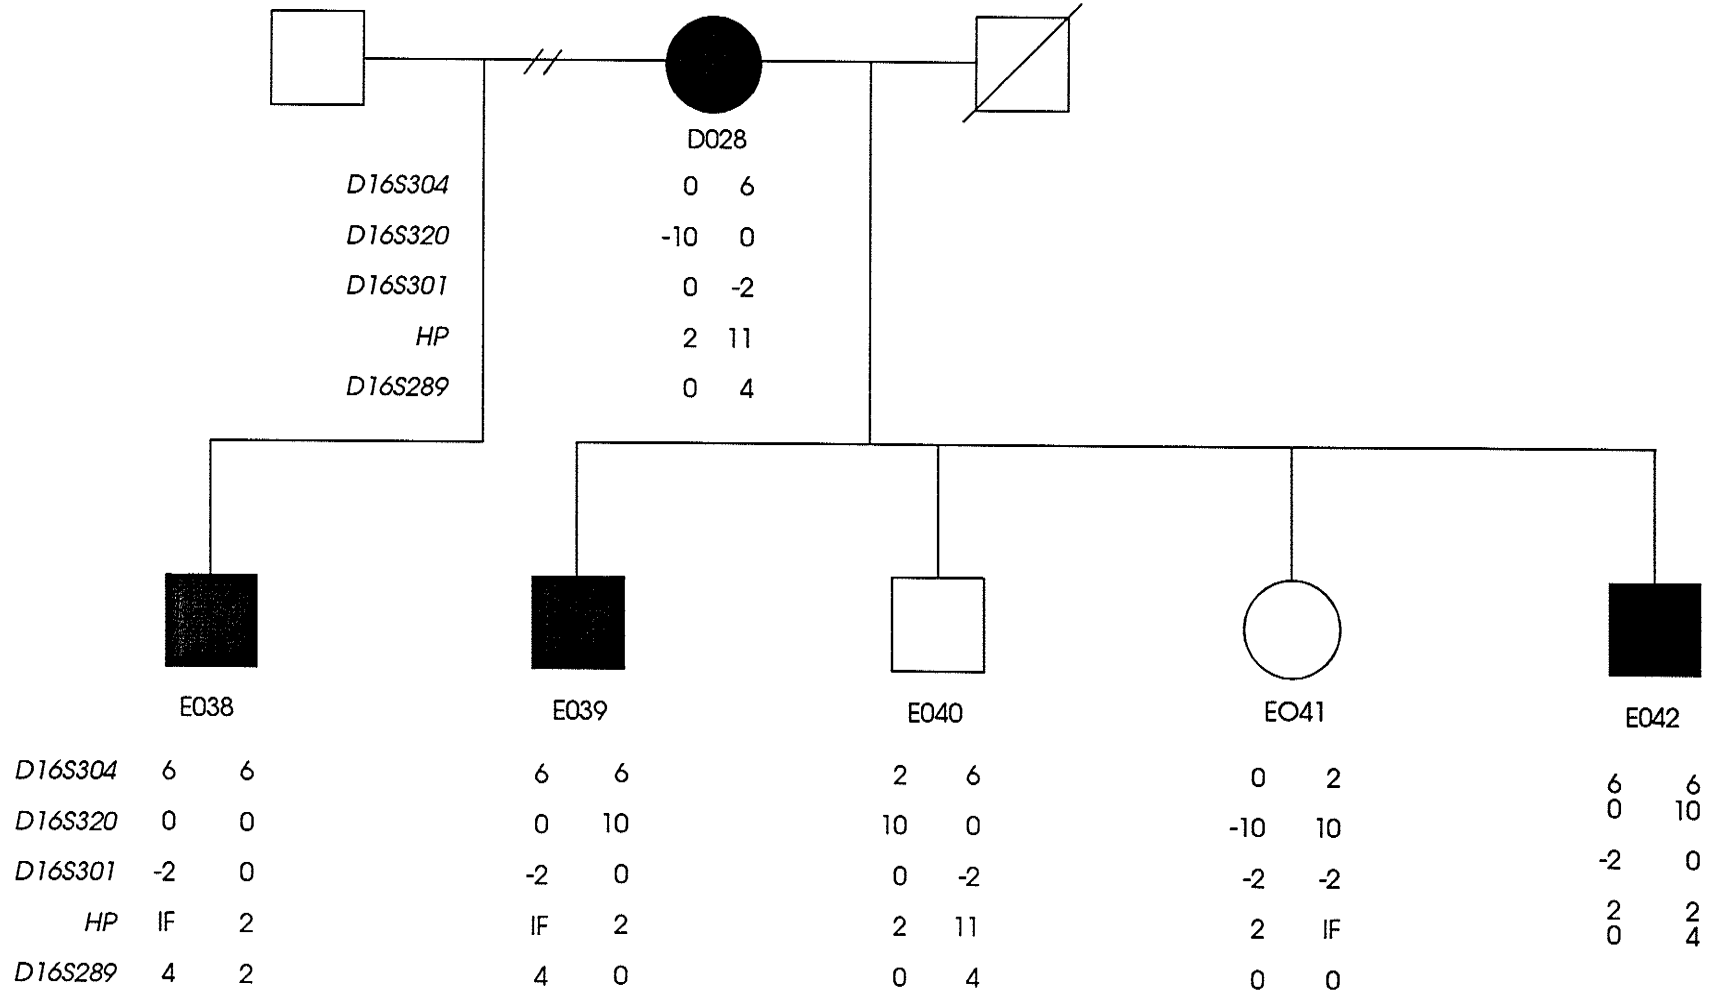 D028
D16S304 0 6
D16S320 -10 0
D16S301 0 -2
HP 2 11
D16S289 0 4
E038 E039 E040 EO41 E042
D16S304 6 6 6 6 2 6 0 2 6 6
D16S320 0 0 0 10 10 0 -10 10 0 10
D16S301 -2 0 -2 0 0 -2 -2 -2 -2 0
HP IF 2 IF 2 2 11 2 IF 2 2
D16S289 4 2 4 0 0 4 0 0 0 4